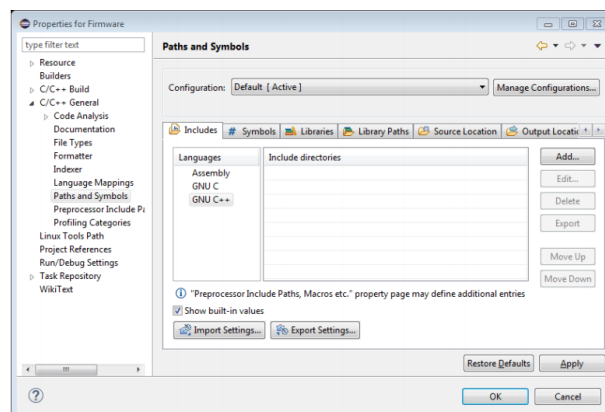 Properties for Firmware
type filter text
Resource
Builders
C/C++ Build
C/C++ General
Code Analysis
Documentation
File Types
Formatter
Indexer
Language Mappings
Paths and Symbols
Preprocessor Include Pa
Profiling Categories
Linux Tools Path
Project References
Run/Debug Settings
Task Repository
WikiText
Paths and Symbols
Configuration: Default [ Active ] Manage Configurations...
Includes # Symbols Libraries Library Paths Source Location Output Locatic
Languages Include directories
Assembly
GNU C
GNU C++
Add...
Edit...
Delete
Export
Move Up
Move Down
"Preprocessor Include Paths, Macros etc." property page may define additional entries
Show built-in values
Import Settings... Export Settings...
Restore Defaults Apply
OK Cancel